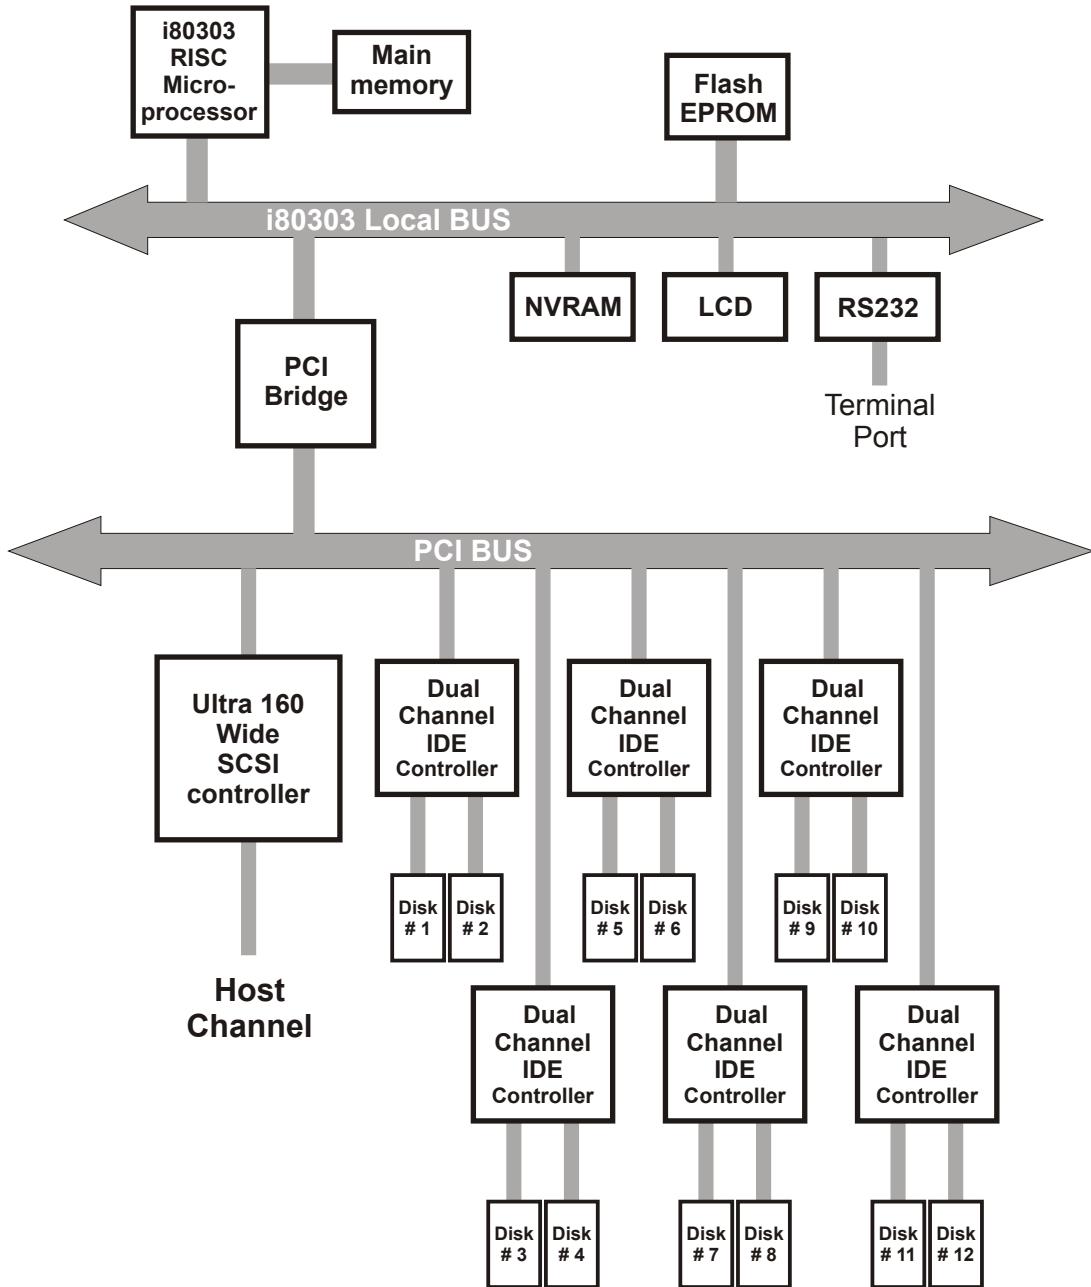 i80303
RISC
Micro-
processor
Main
memory
Flash
EPROM
i80303 Local BUS
NVRAM
LCD
RS232
PCI
Bridge
Terminal
Port
PCI BUS
Ultra 160
Wide
SCSI
controller
Dual
Channel
IDE
Controller
Dual
Channel
IDE
Controller
Dual
Channel
IDE
Controller
Disk
# 1
Disk
# 2
Disk
# 5
Disk
# 6
Disk
# 9
Disk
# 10
Host
Channel
Dual
Channel
IDE
Controller
Dual
Channel
IDE
Controller
Dual
Channel
IDE
Controller
Disk
# 3
Disk
# 4
Disk
# 7
Disk
# 8
Disk
# 11
Disk
# 12